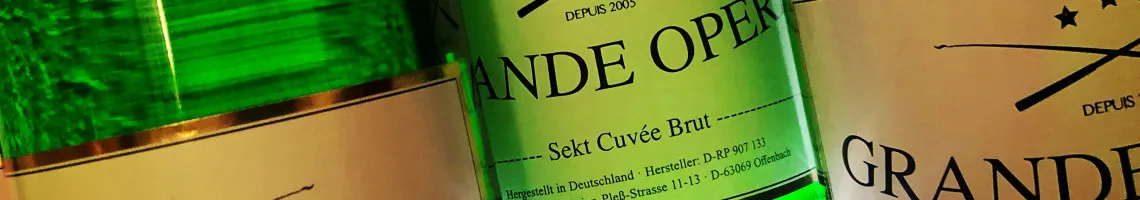 DEPUIS 2005
ANDE OPER
Sekt Cuvée Brut
Hergestellt in Deutschland · Hersteller: D-RP 907 133
Pleß-Strasse 11-13 · D-63069 Offenbach
DEPUIS
GRANDE